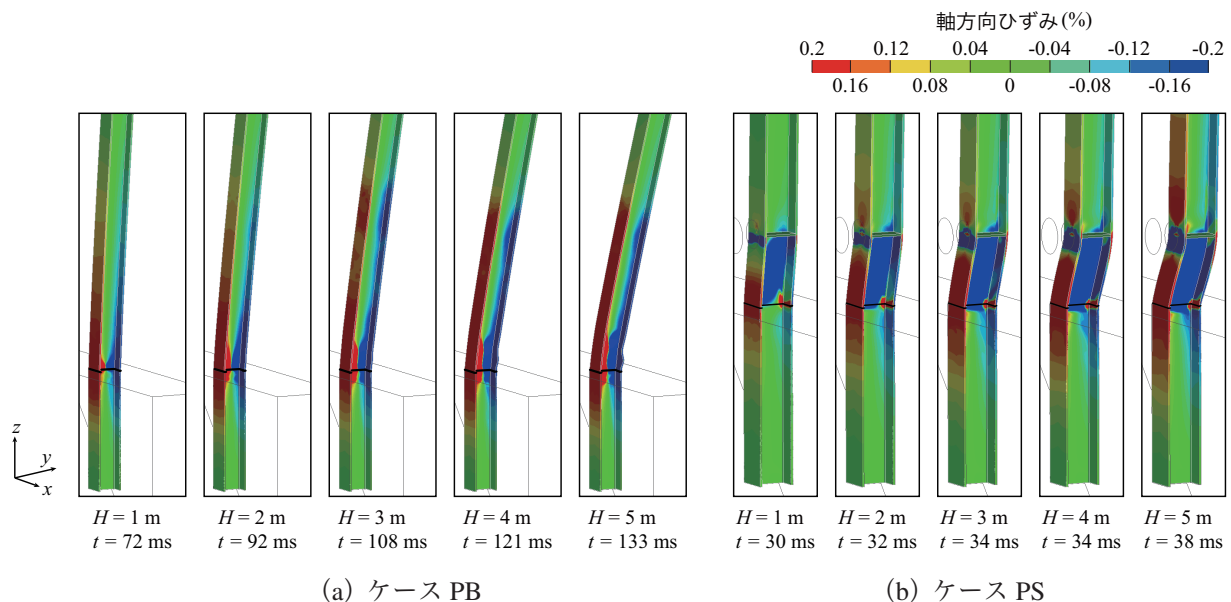 軸方向ひずみ (%)
0.2 0.12 0.04 -0.04 -0.12 -0.2
0.16 0.08 0 -0.08 -0.16
z
y
x
H = 1 m
t = 72 ms
H = 2 m
t = 92 ms
H = 3 m
t = 108 ms
H = 4 m
t = 121 ms
H = 5 m
t = 133 ms
(a) ケース PB
H = 1 m
t = 30 ms
H = 2 m
t = 32 ms
H = 3 m
t = 34 ms
H = 4 m
t = 34 ms
H = 5 m
t = 38 ms
(b) ケース PS